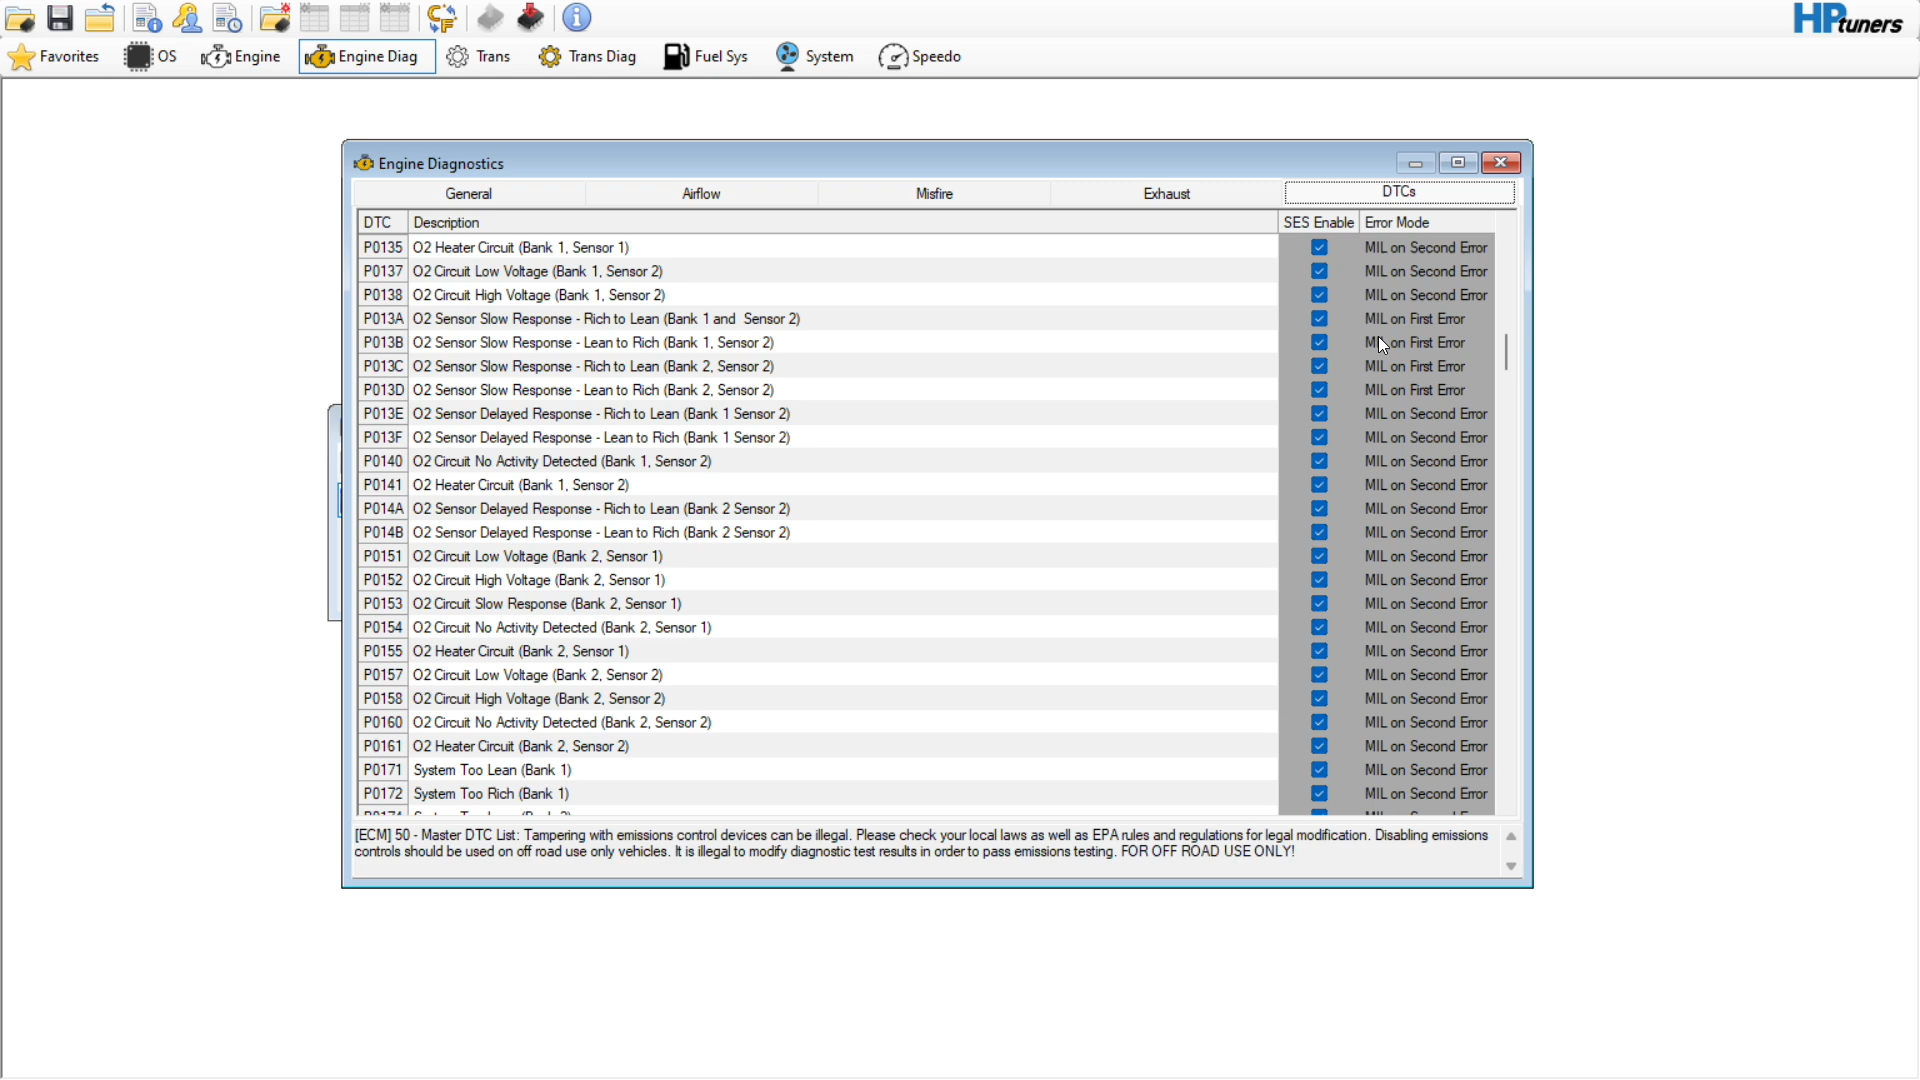 HPtuners
Favorites OS Engine Engine Diag Trans Trans Diag Fuel Sys System Speedo
Engine Diagnostics
General Airflow Misfire Exhaust DTCs
DTC Description SES Enable Error Mode
P0135 O2 Heater Circuit (Bank 1, Sensor 1) MIL on Second Error
P0137 O2 Circuit Low Voltage (Bank 1, Sensor 2) MIL on Second Error
P0138 O2 Circuit High Voltage (Bank 1, Sensor 2) MIL on Second Error
P013A O2 Sensor Slow Response - Rich to Lean (Bank 1 and Sensor 2) MIL on First Error
P013B O2 Sensor Slow Response - Lean to Rich (Bank 1, Sensor 2) MIL on First Error
P013C O2 Sensor Slow Response - Rich to Lean (Bank 2, Sensor 2) MIL on First Error
P013D O2 Sensor Slow Response - Lean to Rich (Bank 2, Sensor 2) MIL on First Error
P013E O2 Sensor Delayed Response - Rich to Lean (Bank 1 Sensor 2) MIL on Second Error
P013F O2 Sensor Delayed Response - Lean to Rich (Bank 1 Sensor 2) MIL on Second Error
P0140 O2 Circuit No Activity Detected (Bank 1, Sensor 2) MIL on Second Error
P0141 O2 Heater Circuit (Bank 1, Sensor 2) MIL on Second Error
P014A O2 Sensor Delayed Response - Rich to Lean (Bank 2 Sensor 2) MIL on Second Error
P014B O2 Sensor Delayed Response - Lean to Rich (Bank 2 Sensor 2) MIL on Second Error
P0151 O2 Circuit Low Voltage (Bank 2, Sensor 1) MIL on Second Error
P0152 O2 Circuit High Voltage (Bank 2, Sensor 1) MIL on Second Error
P0153 O2 Circuit Slow Response (Bank 2, Sensor 1) MIL on Second Error
P0154 O2 Circuit No Activity Detected (Bank 2, Sensor 1) MIL on Second Error
P0155 O2 Heater Circuit (Bank 2, Sensor 1) MIL on Second Error
P0157 O2 Circuit Low Voltage (Bank 2, Sensor 2) MIL on Second Error
P0158 O2 Circuit High Voltage (Bank 2, Sensor 2) MIL on Second Error
P0160 O2 Circuit No Activity Detected (Bank 2, Sensor 2) MIL on Second Error
P0161 O2 Heater Circuit (Bank 2, Sensor 2) MIL on Second Error
P0171 System Too Lean (Bank 1) MIL on Second Error
P0172 System Too Rich (Bank 1) MIL on Second Error
[ECM] 50 - Master DTC List: Tampering with emissions control devices can be illegal. Please check your local laws as well as EPA rules and regulations for legal modification. Disabling emissions
controls should be used on off road use only vehicles. It is illegal to modify diagnostic test results in order to pass emissions testing. FOR OFF ROAD USE ONLY!